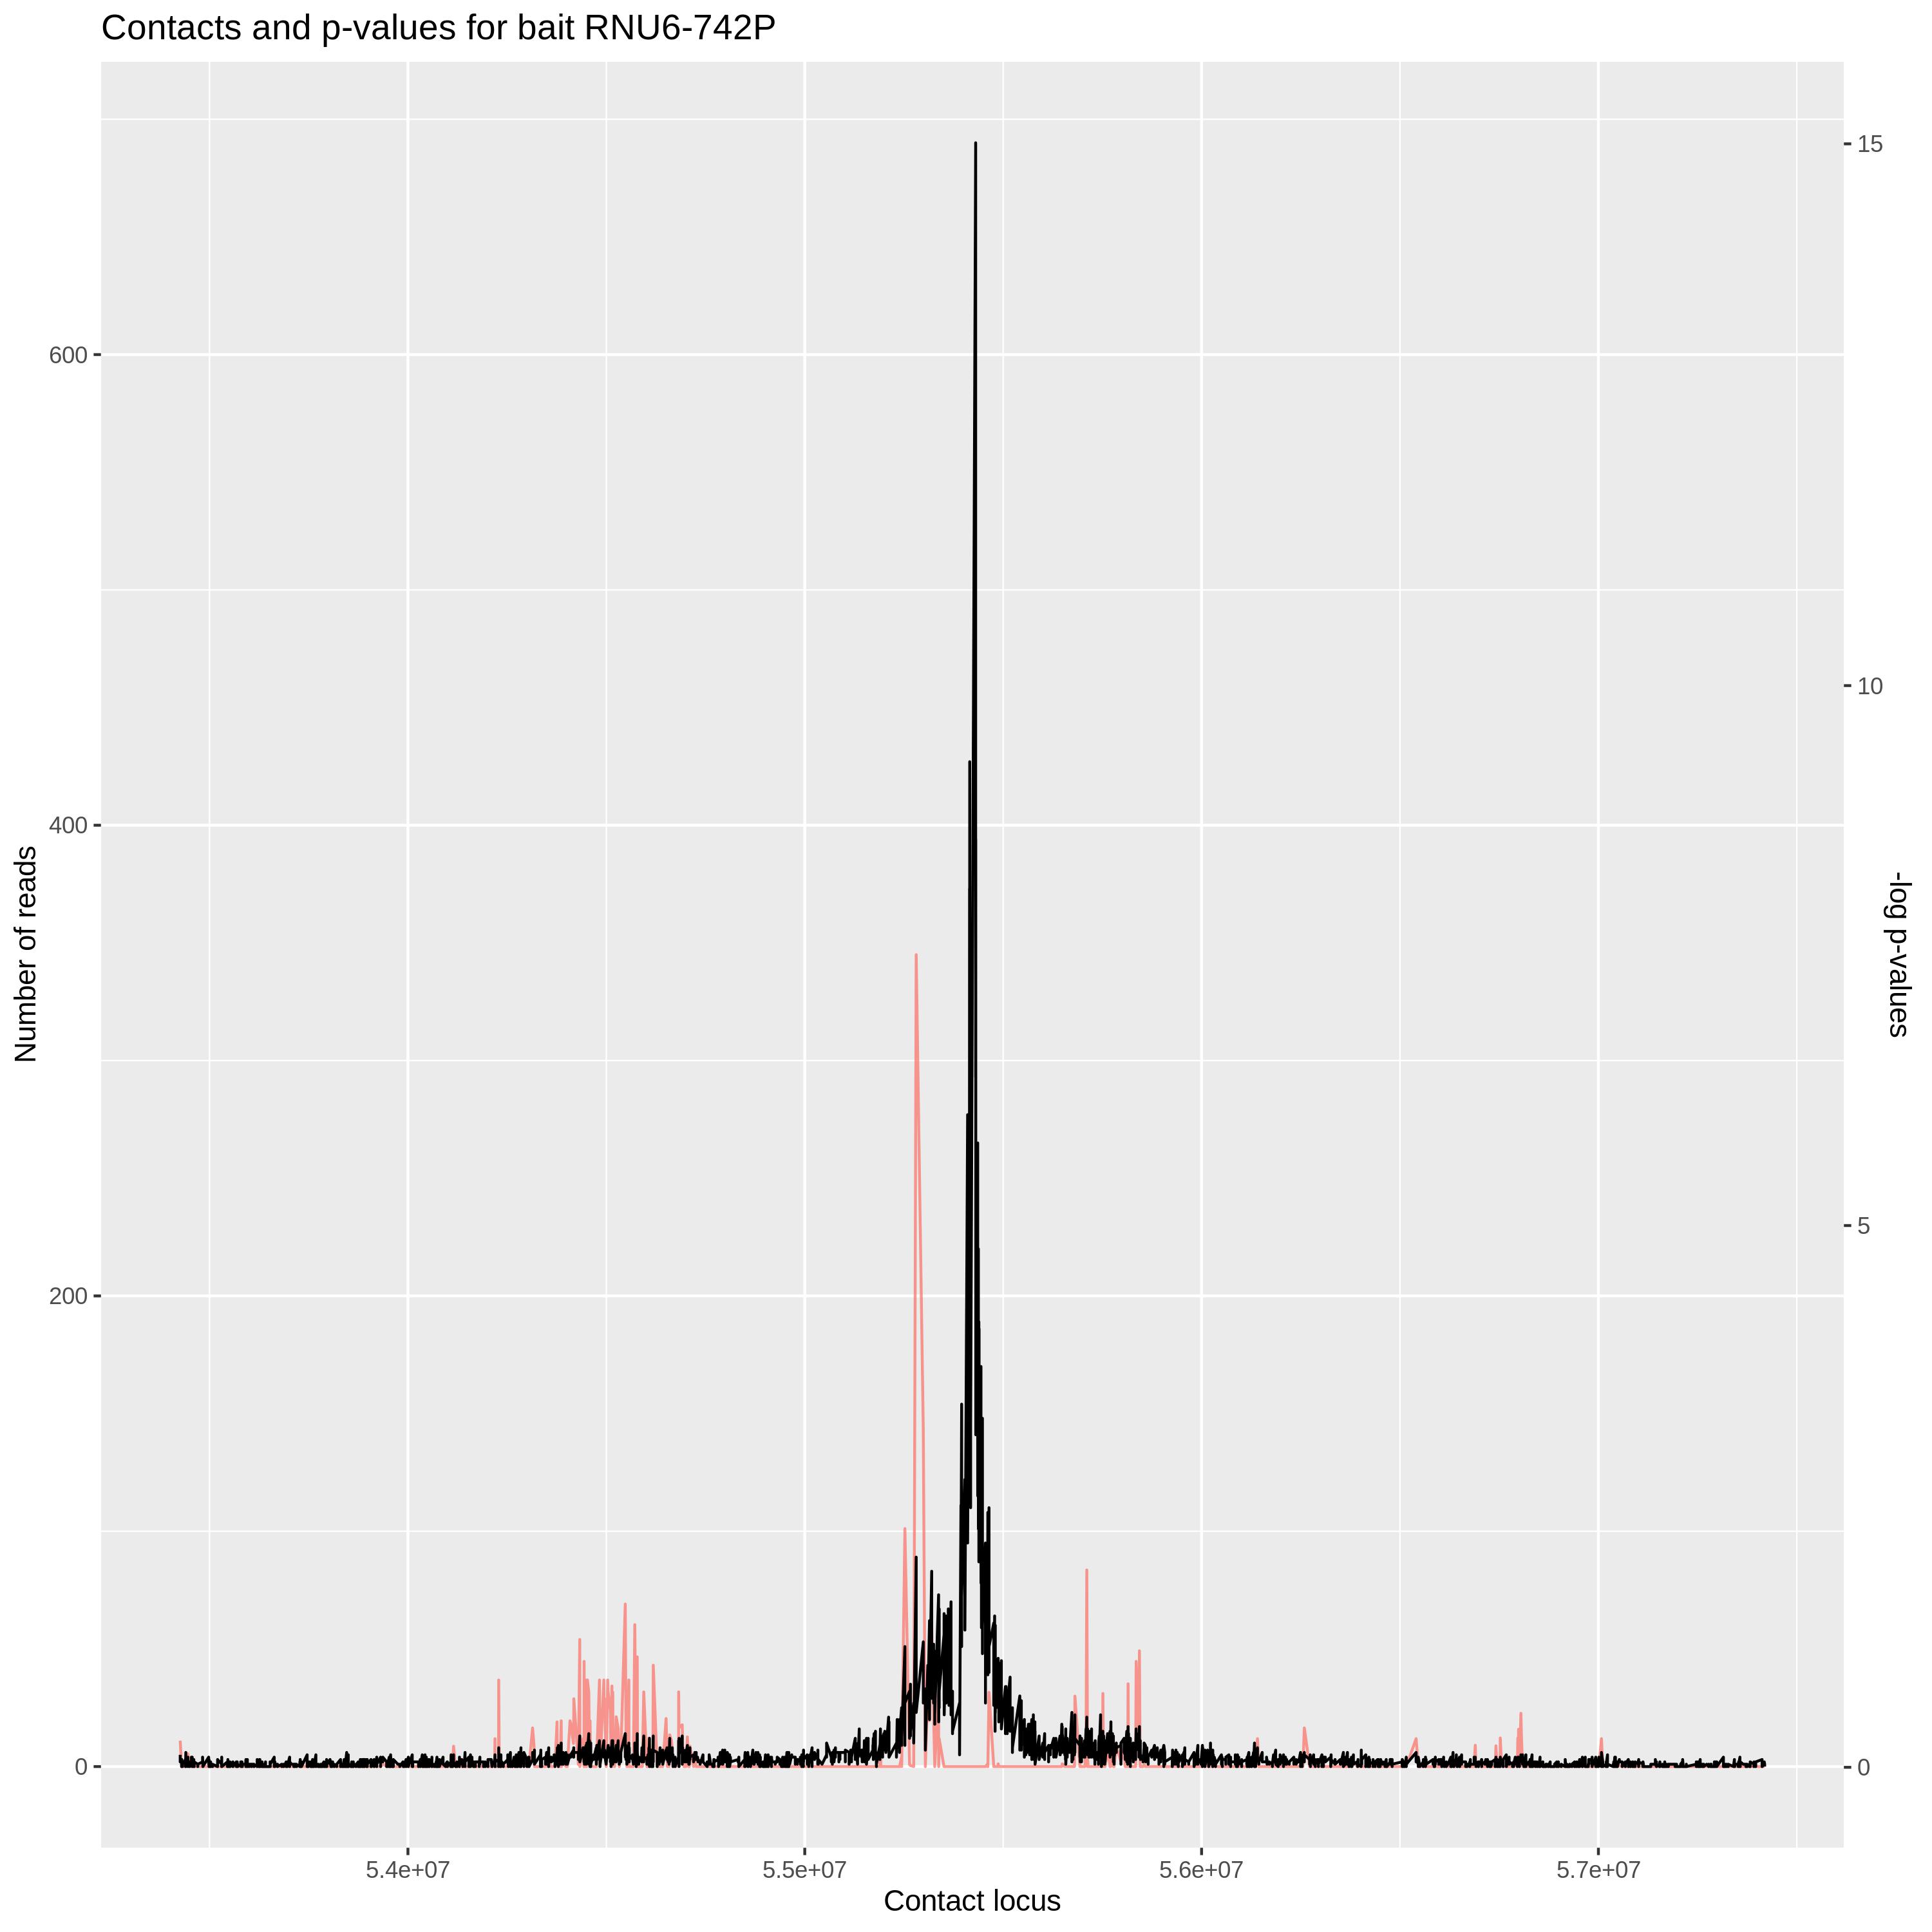 Contacts and p-values for bait RNU6-742P
Number of reads
600
400
200
0
15
10
5
0
-log p-values
5.4e+07
5.5e+07
5.6e+07
5.7e+07
Contact locus